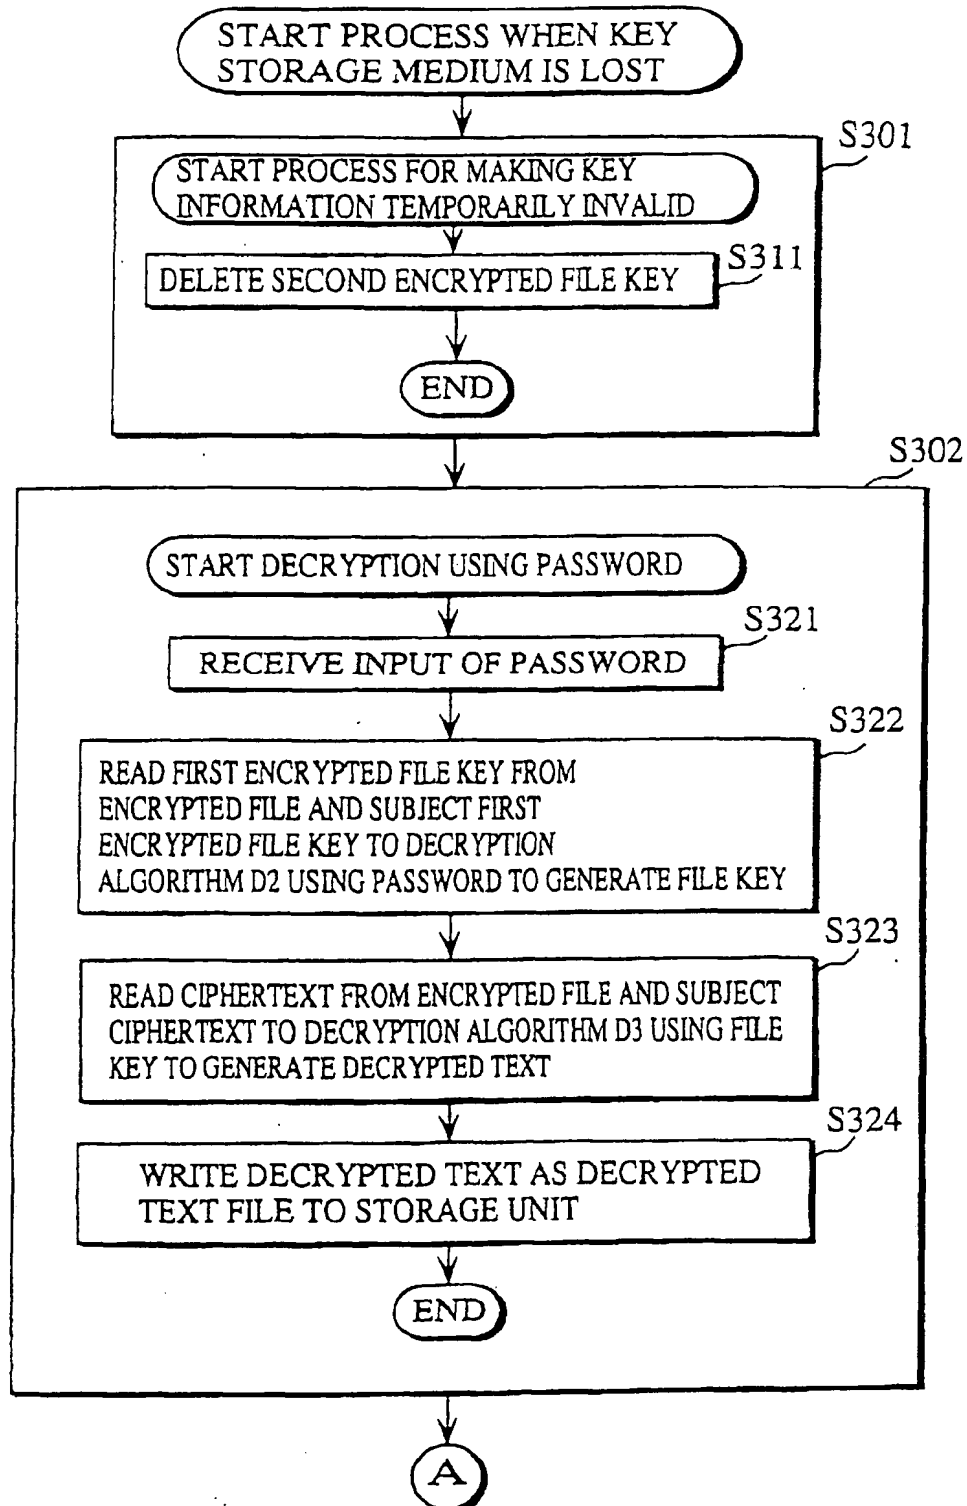 START PROCESS WHEN KEY
STORAGE MEDIUM IS LOST
S301
START PROCESS FOR MAKING KEY
INFORMATION TEMPORARILY INVALID
S311
DELETE SECOND ENCRYPTED FILE KEY
END
S302
START DECRYPTION USING PASSWORD
S321
RECEIVE INPUT OF PASSWORD
S322
READ FIRST ENCRYPTED FILE KEY FROM
ENCRYPTED FILE AND SUBJECT FIRST
ENCRYPTED FILE KEY TO DECRYPTION
ALGORITHM D2 USING PASSWORD TO GENERATE FILE KEY
S323
READ CIPHERTEXT FROM ENCRYPTED FILE AND SUBJECT
CIPHERTEXT TO DECRYPTION ALGORITHM D3 USING FILE
KEY TO GENERATE DECRYPTED TEXT
S324
WRITE DECRYPTED TEXT AS DECRYPTED
TEXT FILE TO STORAGE UNIT
END
A